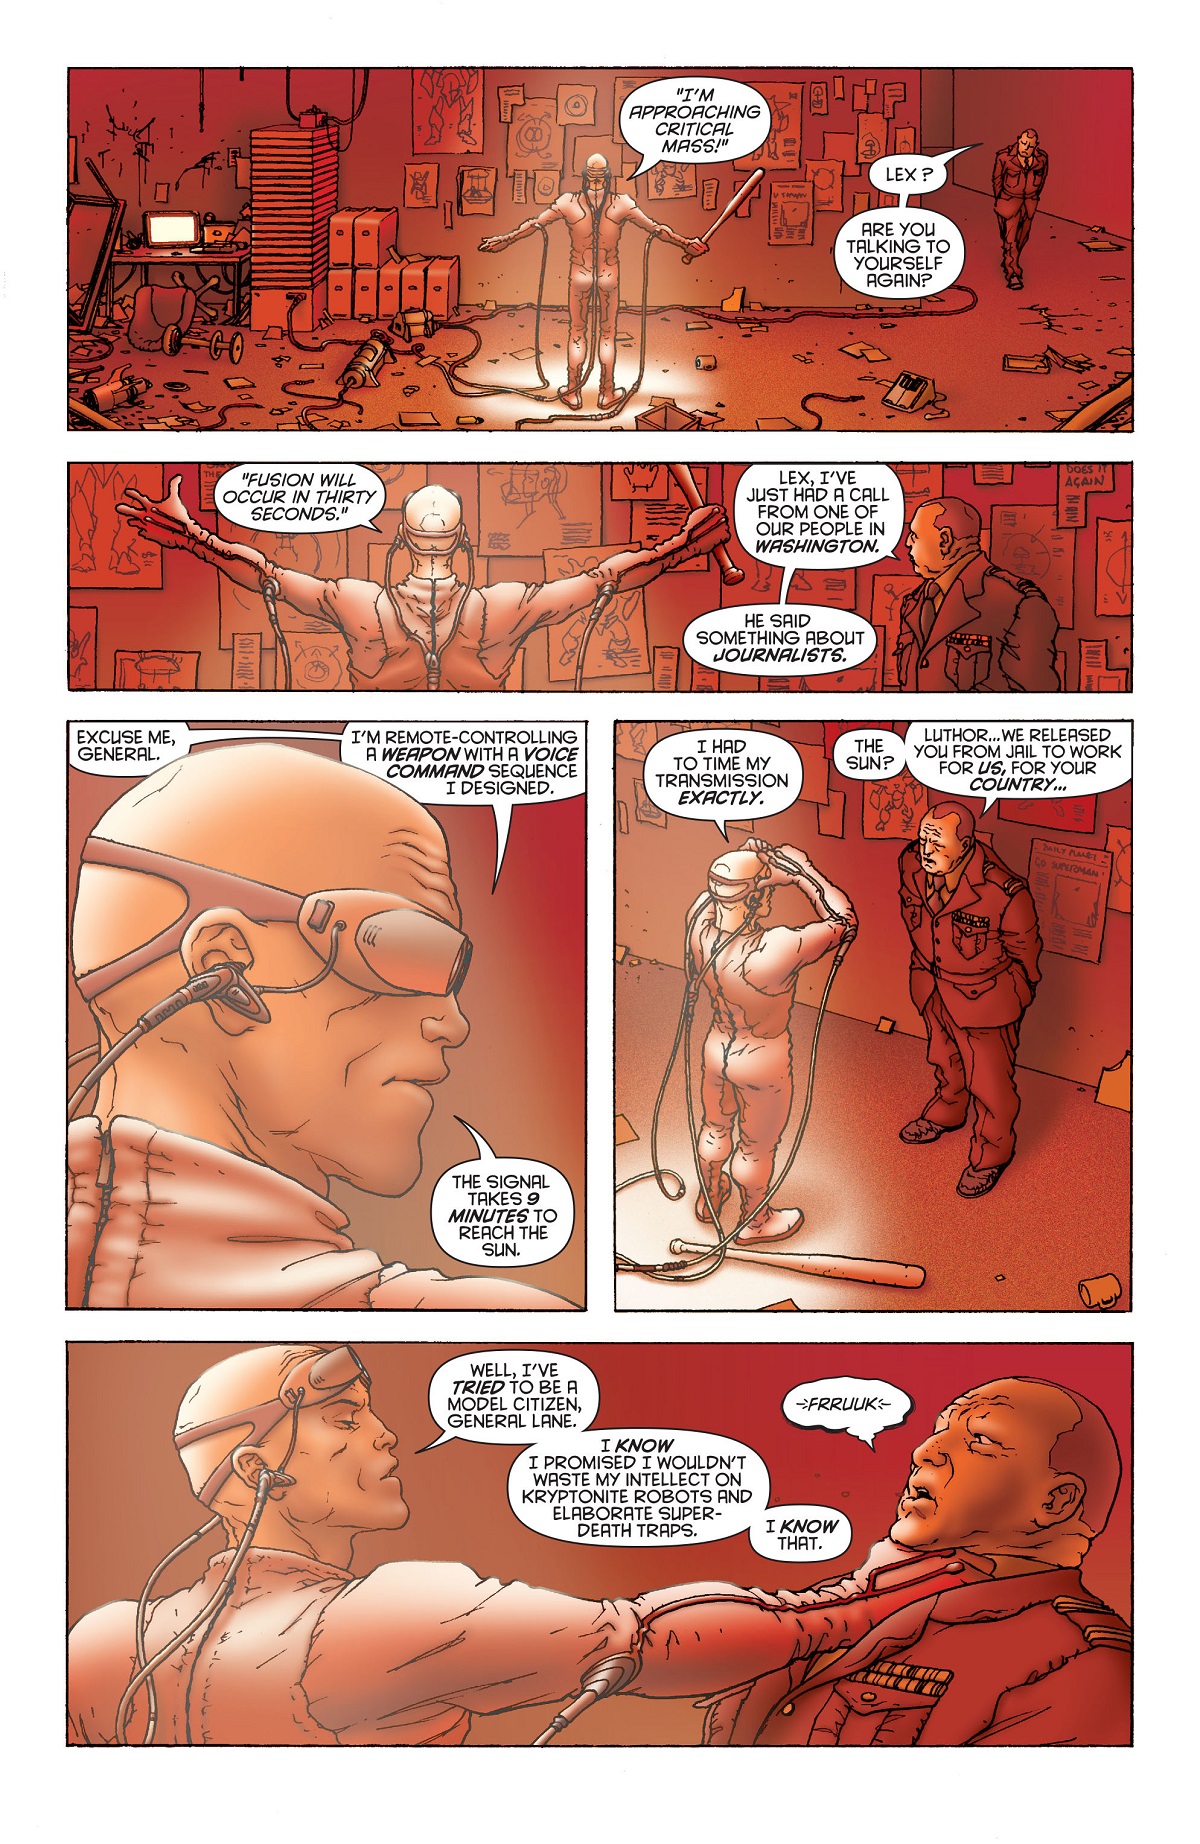 "I'M
APPROACHING
CRITICAL
MASS!"
LEX?
ARE YOU
TALKING TO
YOURSELF
AGAIN?
"FUSION WILL
OCCUR IN THIRTY
SECONDS."
LEX, I'VE
JUST HAD A CALL
FROM ONE OF
OUR PEOPLE IN
WASHINGTON.
HE SAID
SOMETHING ABOUT
JOURNALISTS.
DOES IT
AGAIN
EXCUSE ME,
GENERAL.
I'M REMOTE-CONTROLLING
A WEAPON WITH A VOICE
COMMAND SEQUENCE
I DESIGNED.
THE SIGNAL
TAKES 9
MINUTES TO
REACH THE
SUN.
I HAD
TO TIME MY
TRANSMISSION
EXACTLY.
THE
SUN?
LUTHOR...WE RELEASED
YOU FROM JAIL TO WORK
FOR US, FOR YOUR
COUNTRY...
DAILY PLANET
GO SUPERMAN!
WELL, I'VE
TRIED TO BE A
MODEL CITIZEN,
GENERAL LANE.
I KNOW
I PROMISED I WOULDN'T
WASTE MY INTELLECT ON
KRYPTONITE ROBOTS AND
ELABORATE SUPER-
DEATH TRAPS.
I KNOW
THAT.
FRRUUK